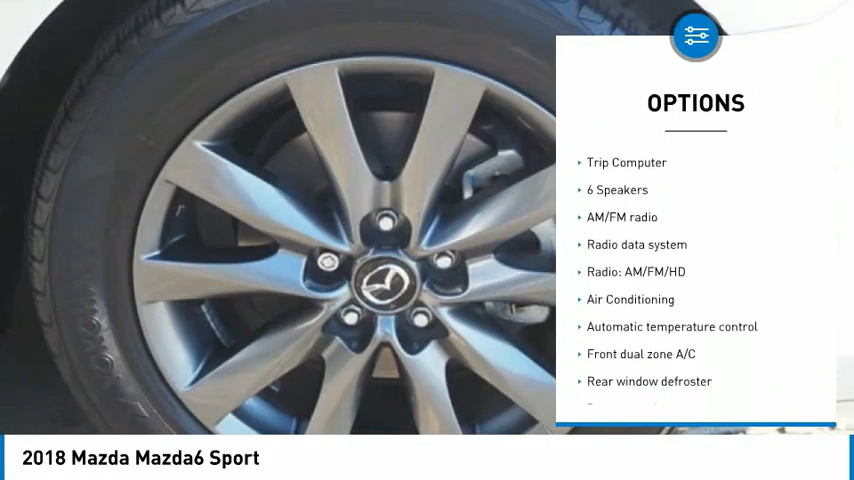 OPTIONS
Trip Computer
6 Speakers
AM/FM radio
Radio data system
Radio: AM/FM/HD
Air Conditioning
Automatic temperature control
Front dual zone A/C
Rear window defroster
2018 Mazda Mazda6 Sport